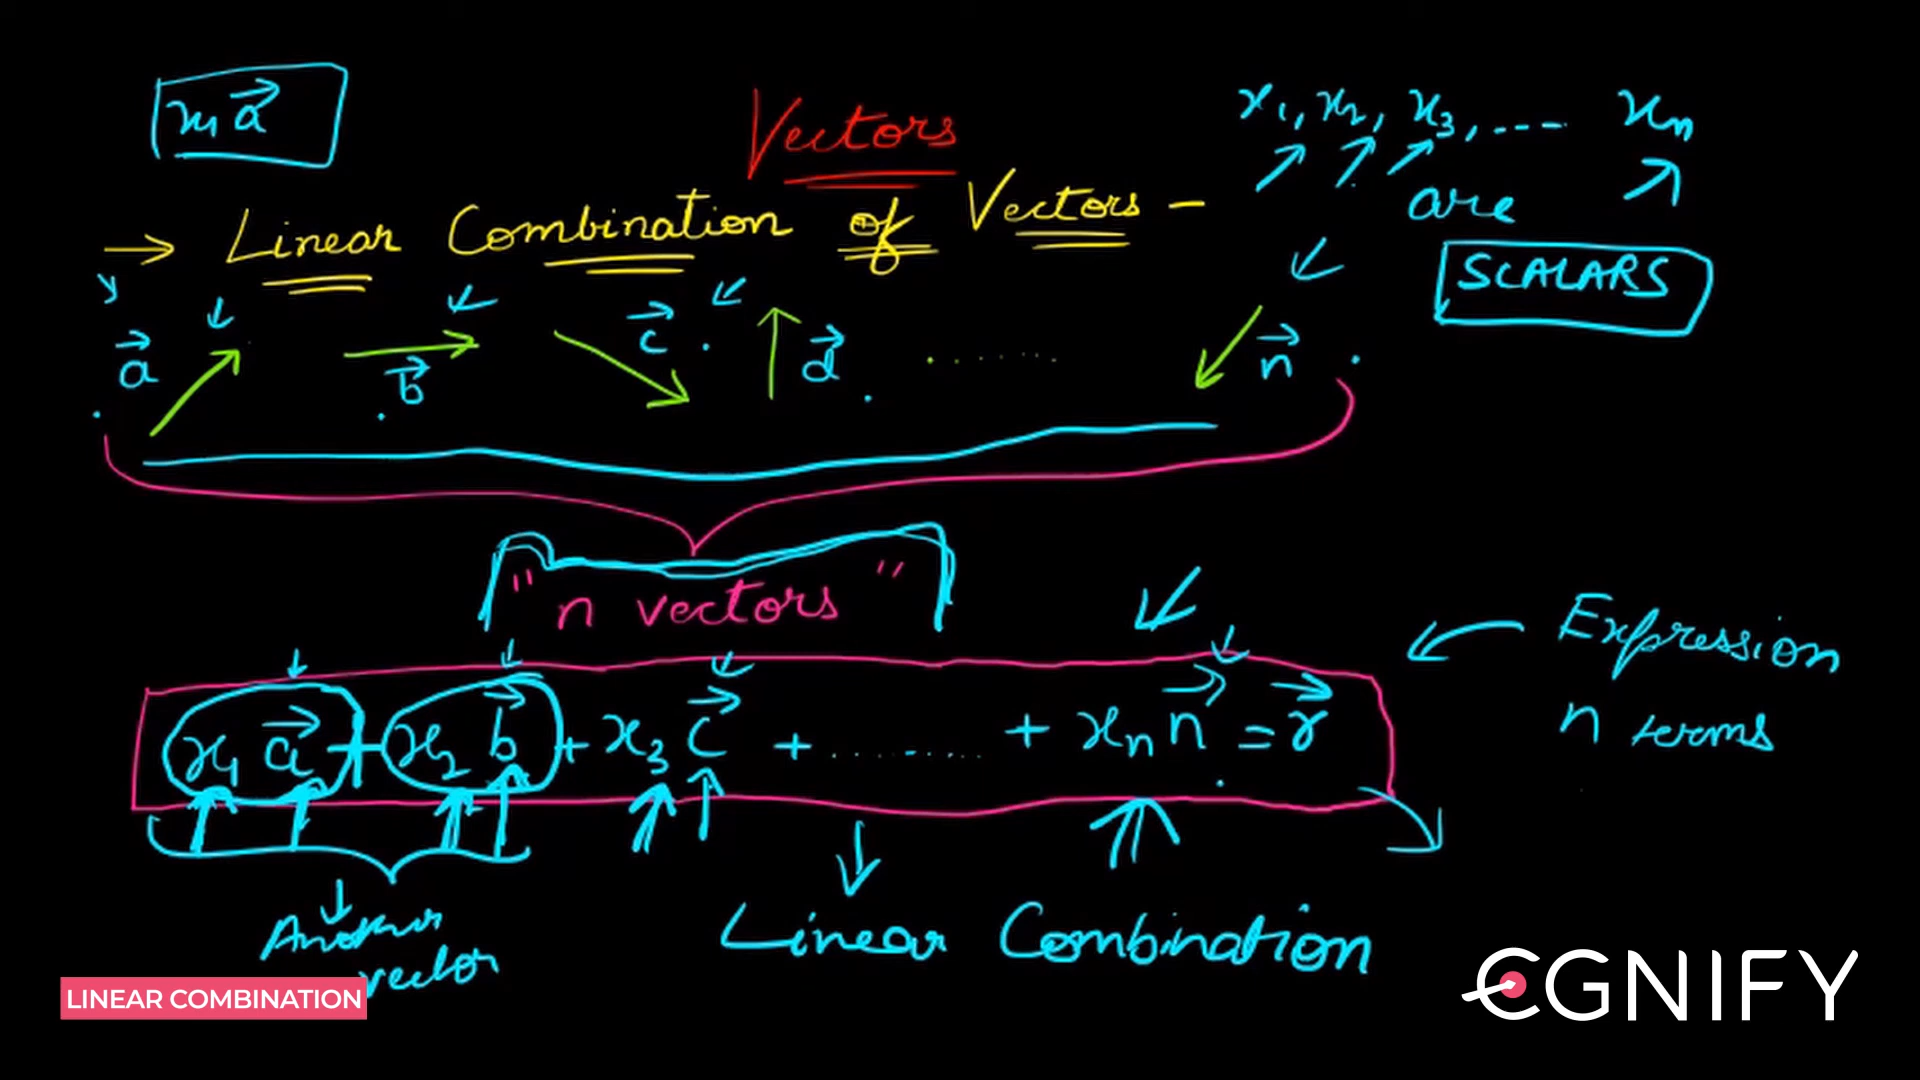 x₁a⃗
Vectors
x₁, x₂, x₃, ---- xₙ
are
SCALARS
→ Linear Combination of Vectors -
a⃗ b⃗ c⃗ d⃗ ........ n⃗
" n vectors "
x₁a⃗ + x₂b⃗ + x₃c⃗ + ........ + xₙn⃗ = r⃗
Expression
n terms
Another
vector
Linear Combination
LINEAR COMBINATION
CGNIFY